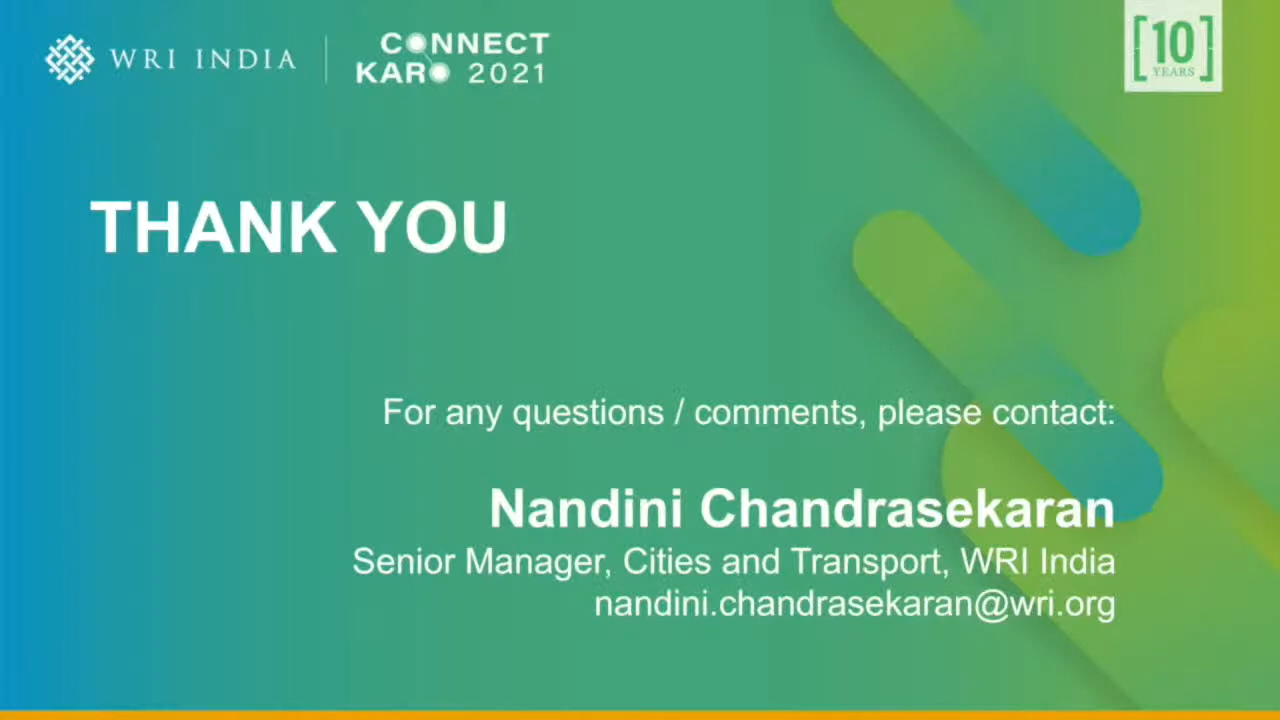 WRI INDIA
CONNECT
KARO 2021
[10]
YEARS
THANK YOU
For any questions / comments, please contact:
Nandini Chandrasekaran
Senior Manager, Cities and Transport, WRI India
nandini.chandrasekaran@wri.org